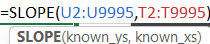 =SLOPE(U2:U9995,T2:T9995)
SLOPE(known_ys, known_xs)